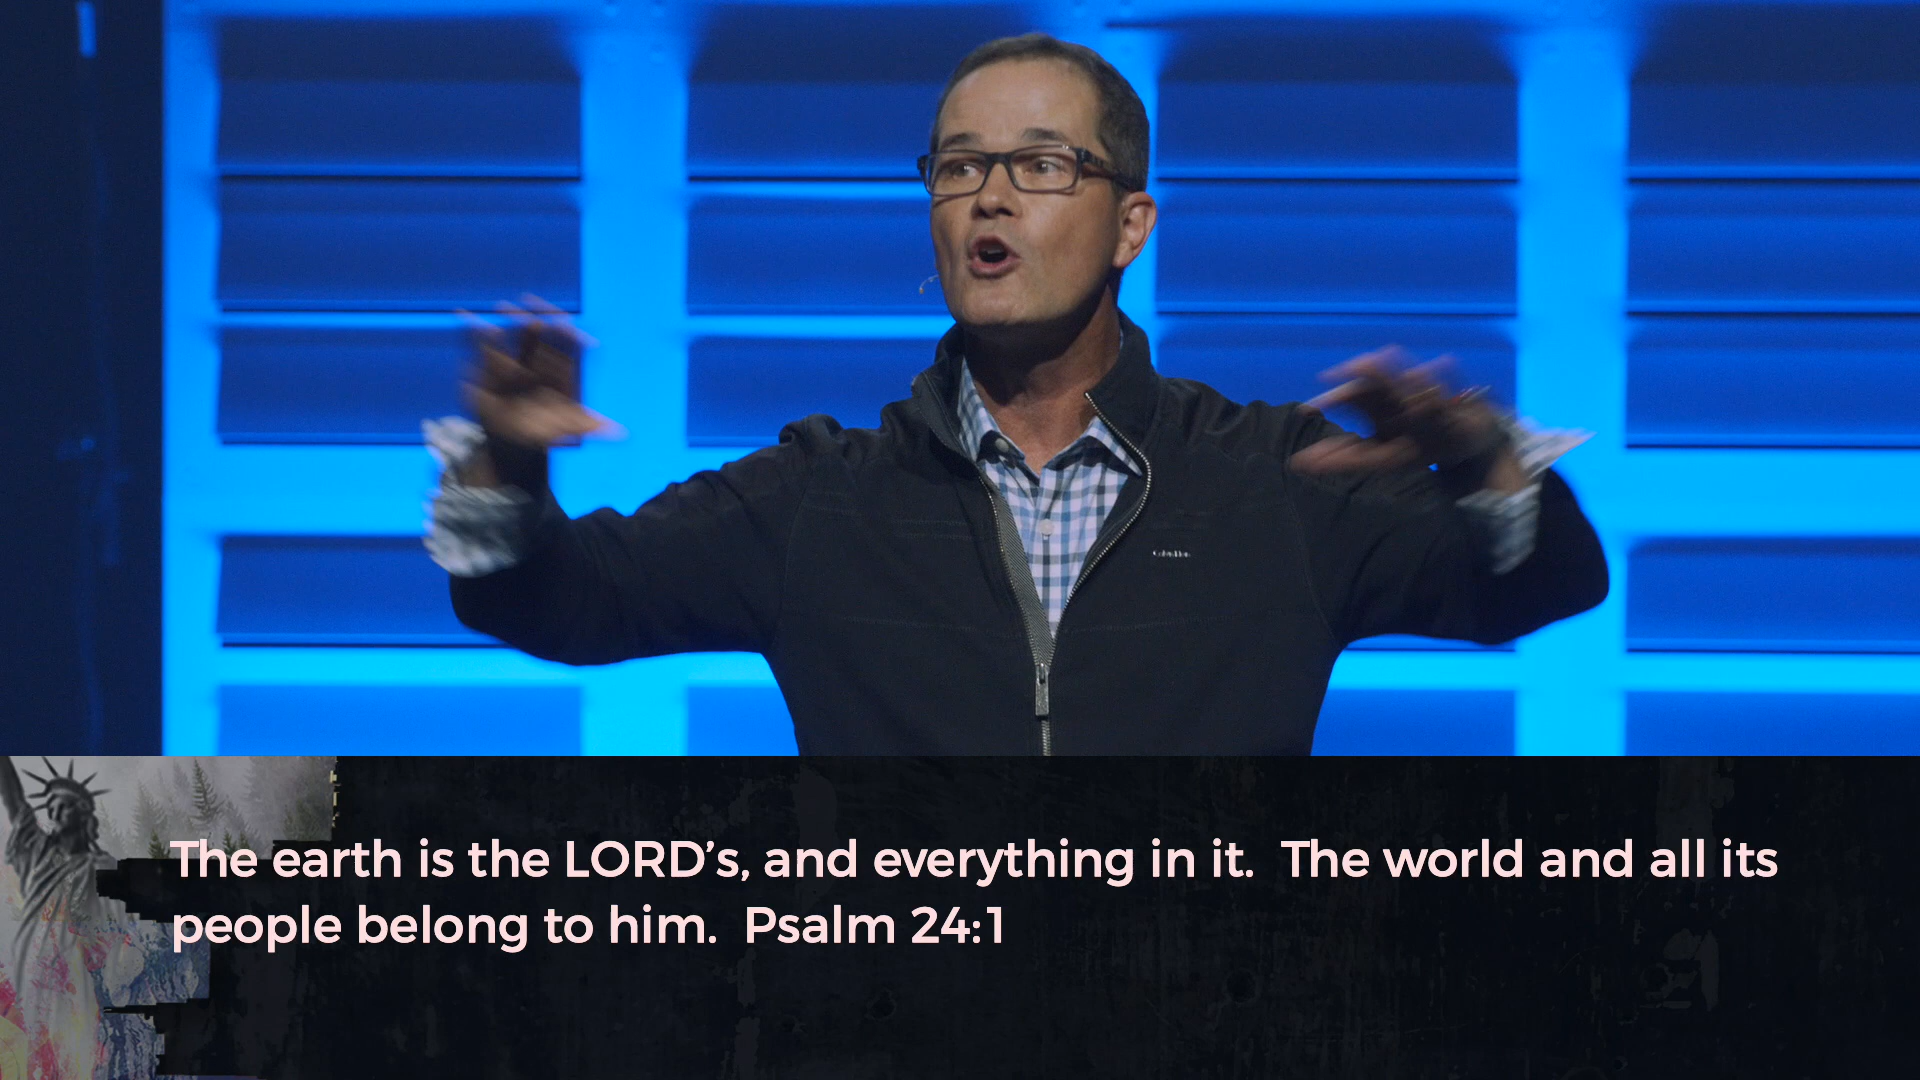 The earth is the LORD’s, and everything in it.  The world and all its
people belong to him.  Psalm 24:1